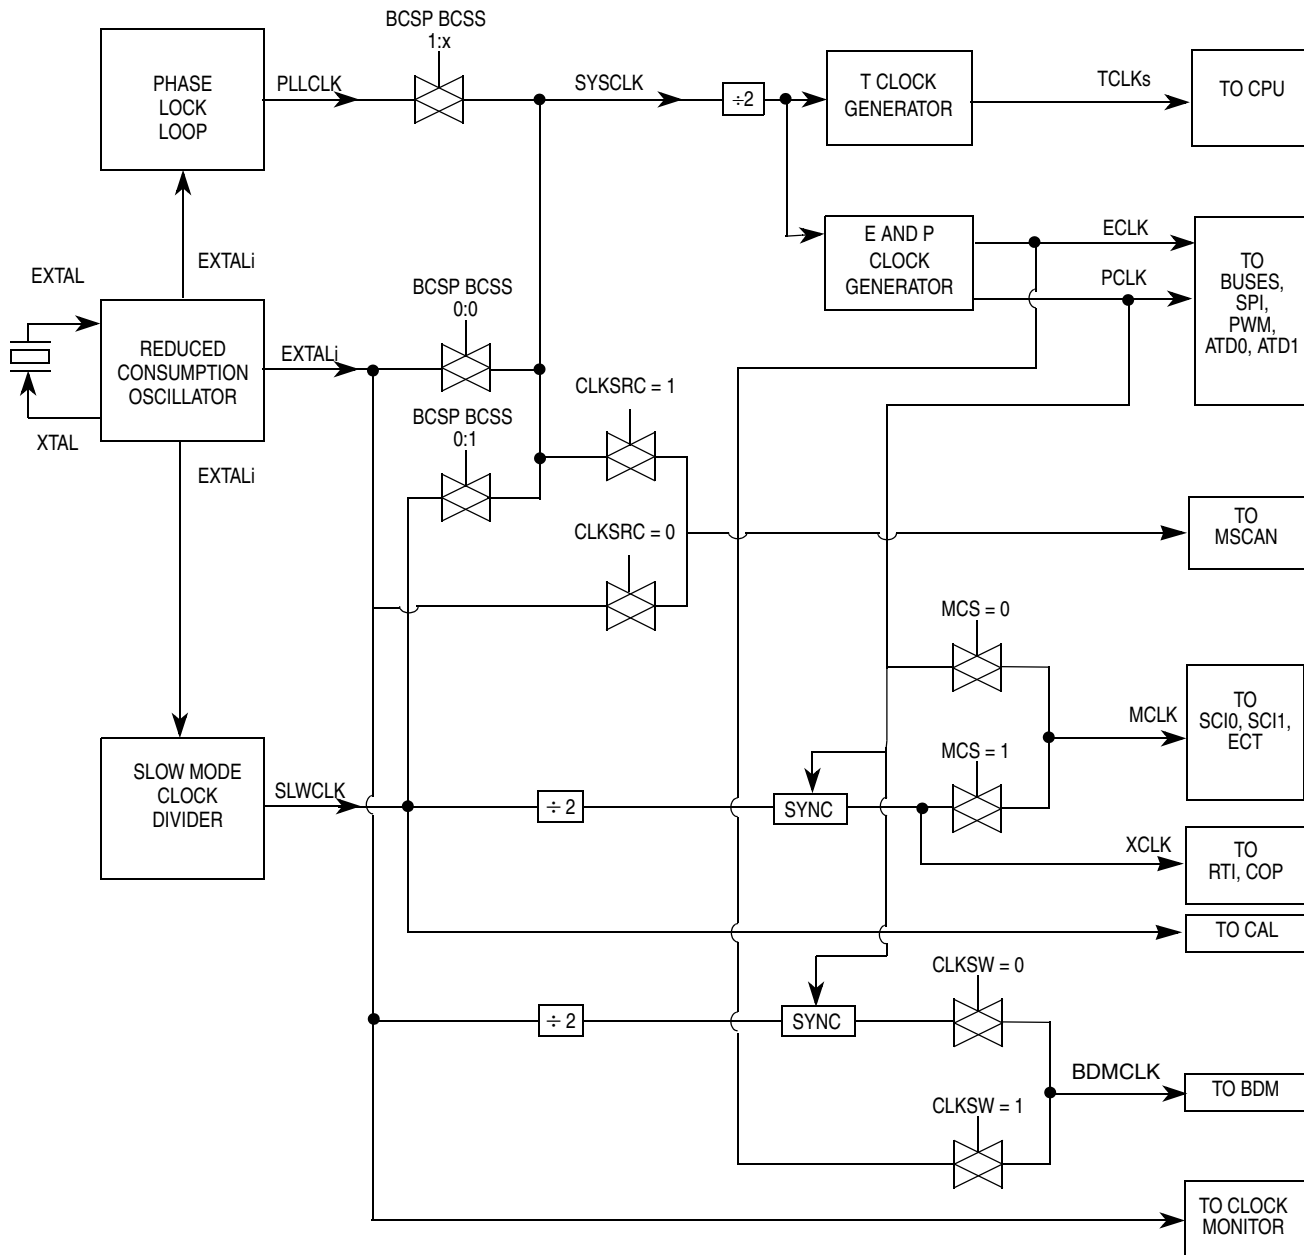 BCSP BCSS
1:x
PHASE
LOCK
LOOP
PLLCLK
SYSCLK
÷2
T CLOCK
GENERATOR
TCLKs
TO CPU
EXTALi
E AND P
CLOCK
GENERATOR
ECLK
PCLK
TO
BUSES,
SPI,
PWM,
ATD0, ATD1
EXTAL
XTAL
REDUCED
CONSUMPTION
OSCILLATOR
EXTALi
BCSP BCSS
0:0
BCSP BCSS
0:1
CLKSRC = 1
CLKSRC = 0
EXTALi
TO
MSCAN
MCS = 0
MCS = 1
MCLK
TO
SCI0, SCI1,
ECT
SLOW MODE
CLOCK
DIVIDER
SLWCLK
÷ 2
SYNC
XCLK
TO
RTI, COP
TO CAL
÷ 2
SYNC
CLKSW = 0
CLKSW = 1
BDMCLK
TO BDM
TO CLOCK
MONITOR